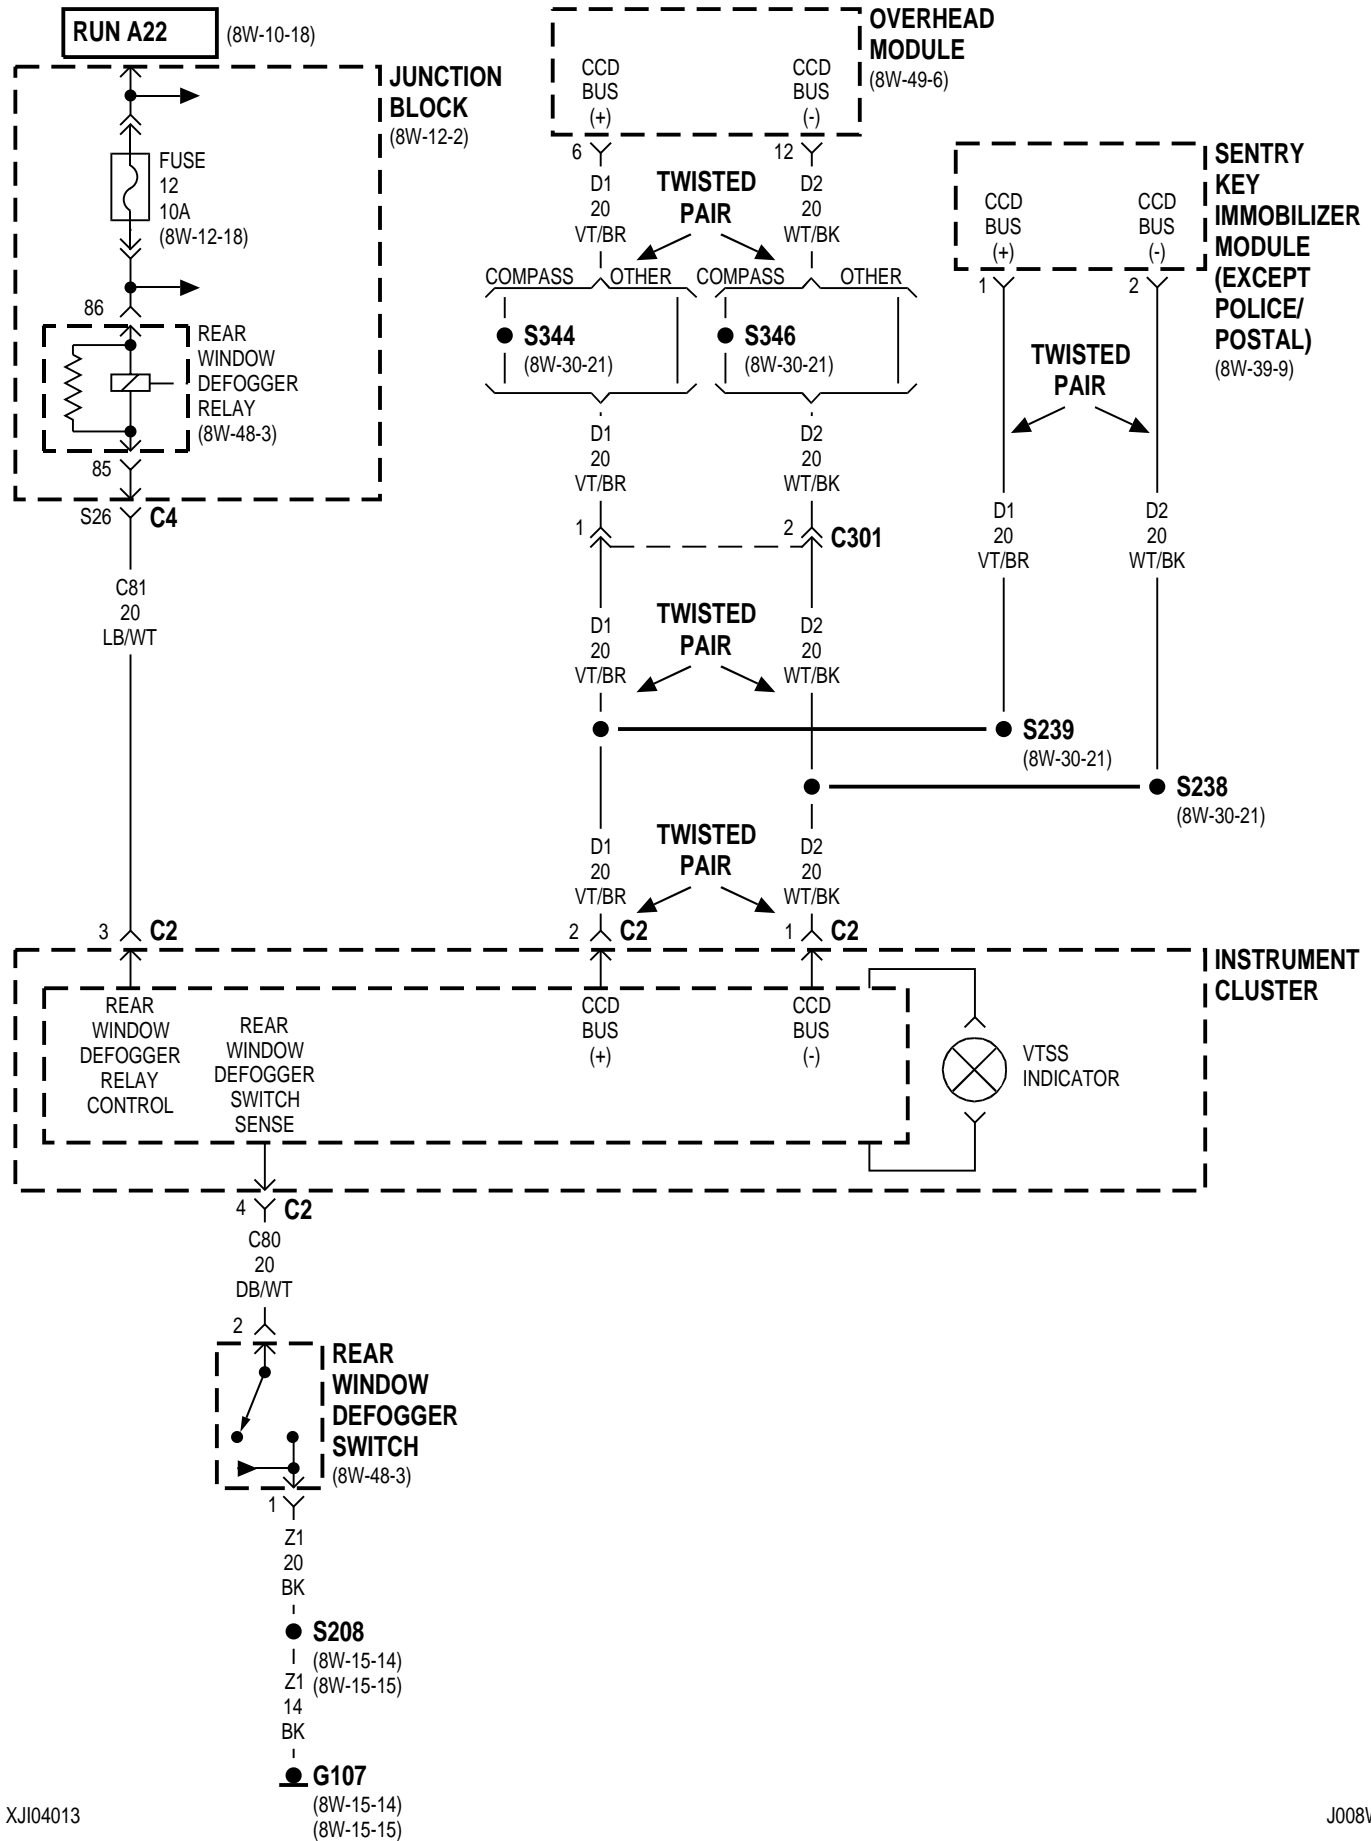 RUN A22
(8W-10-18)
JUNCTION
BLOCK
(8W-12-2)
FUSE
12
10A
(8W-12-18)
86
REAR
WINDOW
DEFOGGER
RELAY
(8W-48-3)
85
S26
C4
C81
20
LB/WT
3
C2
OVERHEAD
MODULE
(8W-49-6)
CCD
BUS
(+)
CCD
BUS
(-)
6
12
D1
20
VT/BR
TWISTED
PAIR
D2
20
WT/BK
COMPASS
OTHER
COMPASS
OTHER
S344
(8W-30-21)
S346
(8W-30-21)
D1
20
VT/BR
D2
20
WT/BK
1
2
C301
D1
20
VT/BR
TWISTED
PAIR
D2
20
WT/BK
SENTRY
KEY
IMMOBILIZER
MODULE
(EXCEPT
POLICE/
POSTAL)
(8W-39-9)
CCD
BUS
(+)
CCD
BUS
(-)
1
2
TWISTED
PAIR
D1
20
VT/BR
D2
20
WT/BK
S239
(8W-30-21)
S238
(8W-30-21)
D1
20
VT/BR
TWISTED
PAIR
D2
20
WT/BK
2
C2
1
C2
INSTRUMENT
CLUSTER
REAR
WINDOW
DEFOGGER
RELAY
CONTROL
REAR
WINDOW
DEFOGGER
SWITCH
SENSE
CCD
BUS
(+)
CCD
BUS
(-)
VTSS
INDICATOR
4
C2
C80
20
DB/WT
2
REAR
WINDOW
DEFOGGER
SWITCH
(8W-48-3)
1
Z1
20
BK
S208
(8W-15-14)
(8W-15-15)
Z1
14
BK
G107
(8W-15-14)
(8W-15-15)
XJI04013